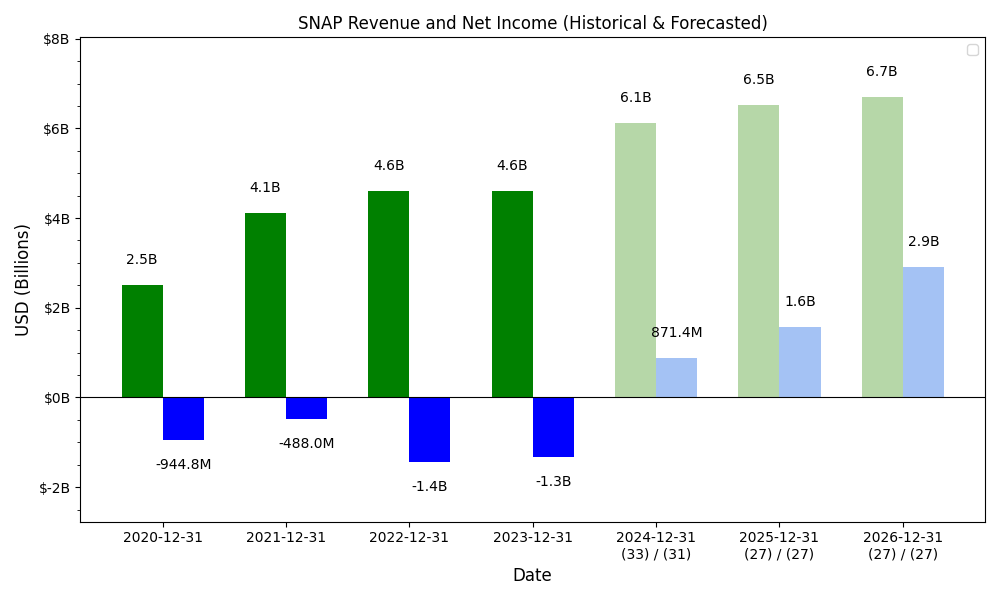 SNAP Revenue and Net Income (Historical & Forecasted)
$8B
$6B
$4B
$2B
$0B
$-2B
USD (Billions)
2.5B
4.1B
4.6B
4.6B
6.1B
6.5B
6.7B
-944.8M
-488.0M
-1.4B
-1.3B
871.4M
1.6B
2.9B
2020-12-31
2021-12-31
2022-12-31
2023-12-31
2024-12-31
(33) / (31)
2025-12-31
(27) / (27)
2026-12-31
(27) / (27)
Date